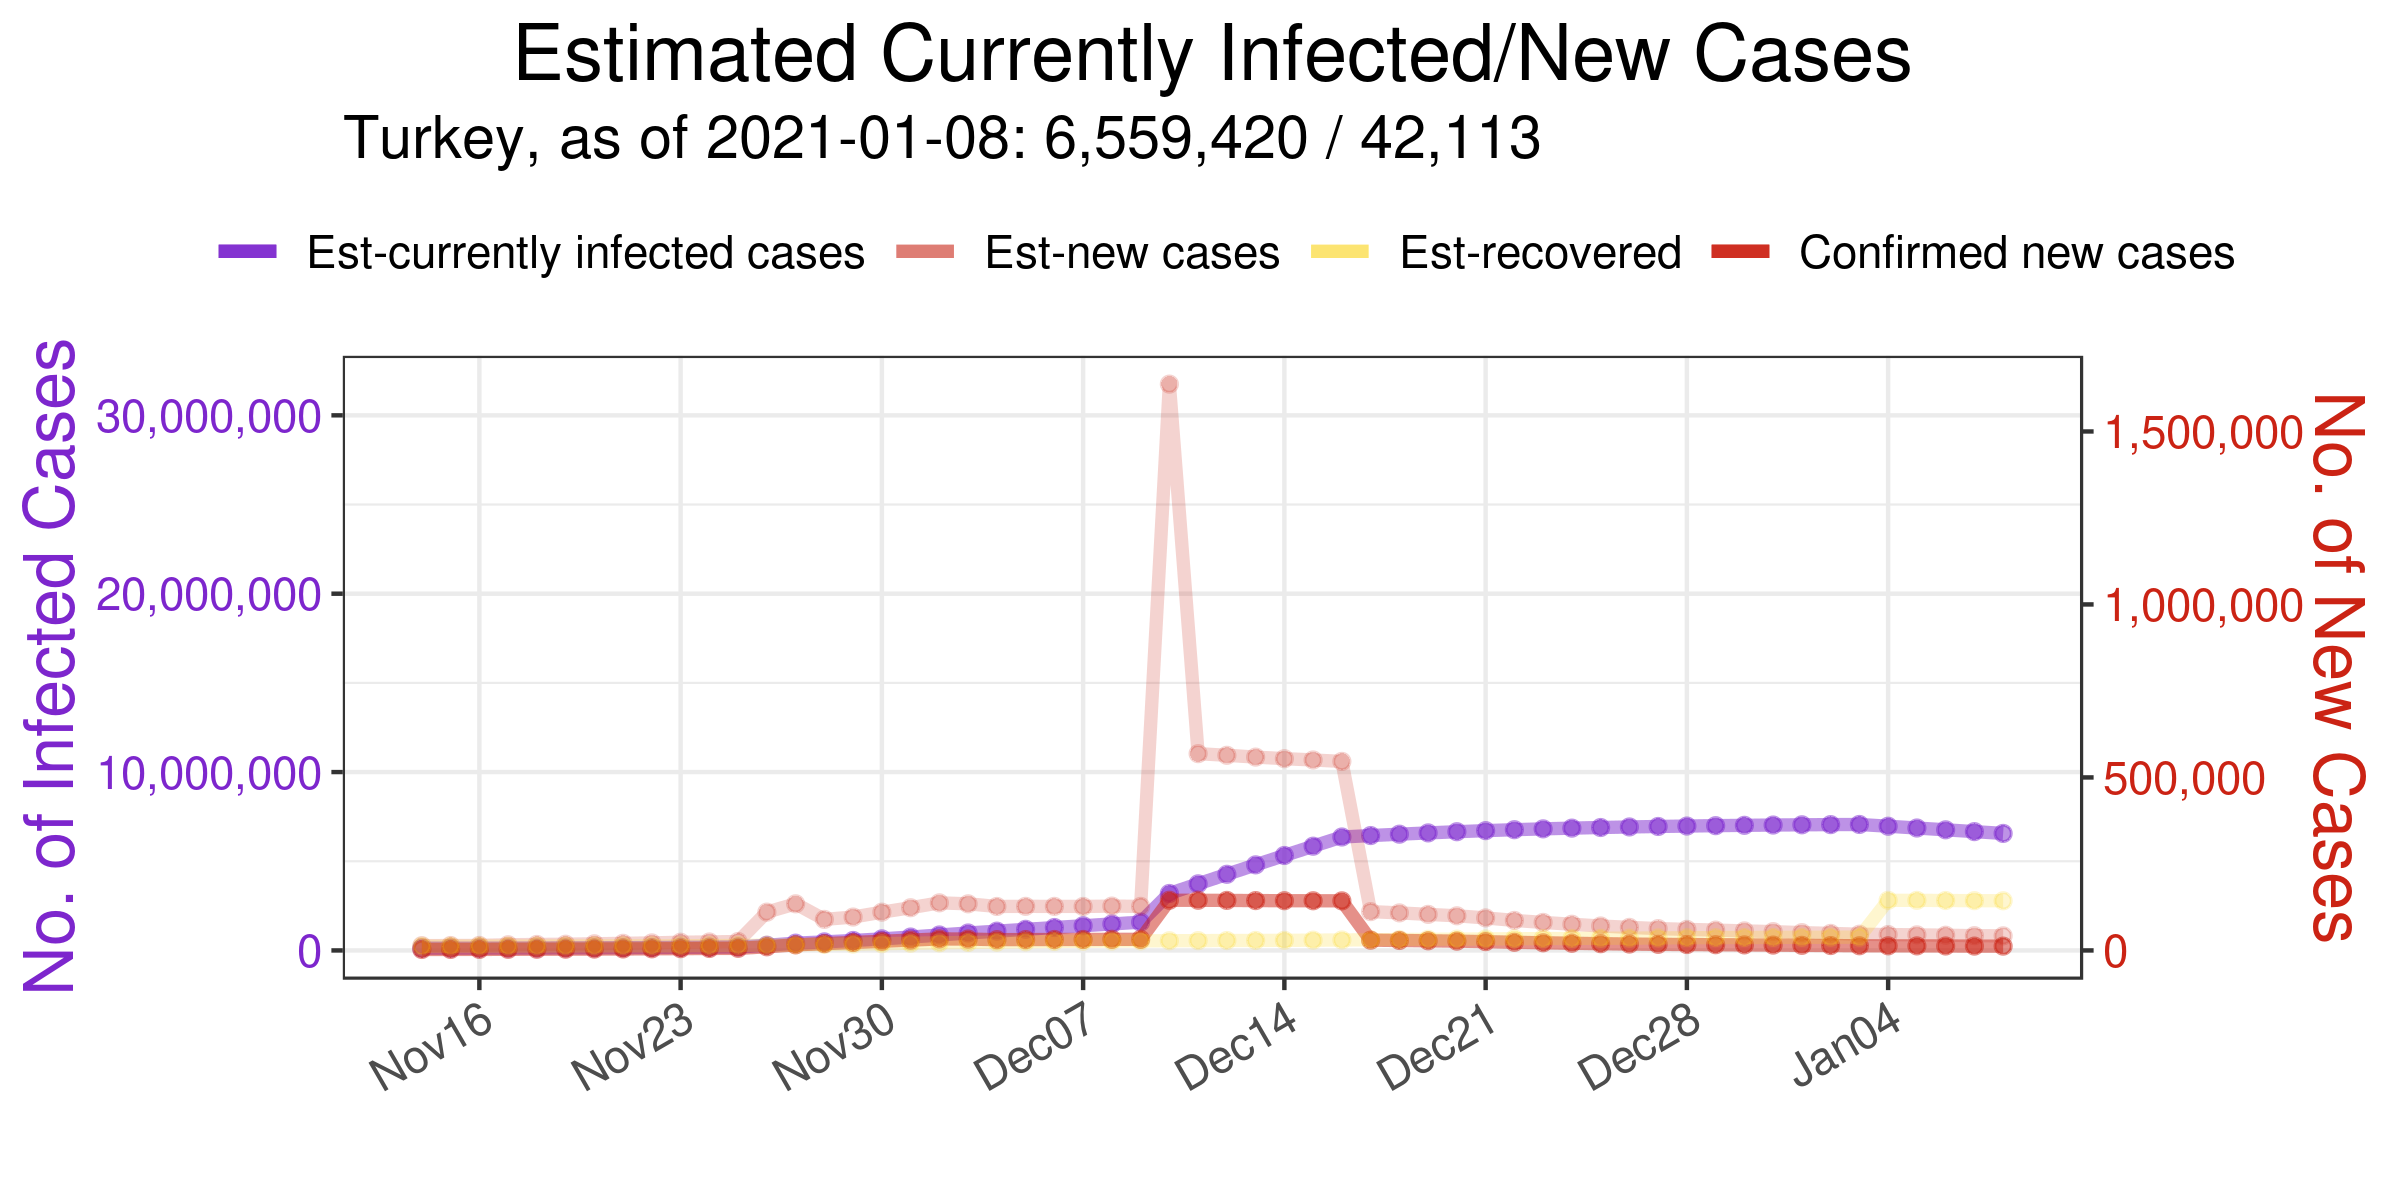 Estimated Currently Infected/New Cases
Turkey, as of 2021-01-08: 6,559,420 / 42,113
Est-currently infected cases Est-new cases Est-recovered Confirmed new cases
No. of Infected Cases
30,000,000
20,000,000
10,000,000
0
1,500,000
1,000,000
500,000
0
No. of New Cases
Nov16 Nov23 Nov30 Dec07 Dec14 Dec21 Dec28 Jan04